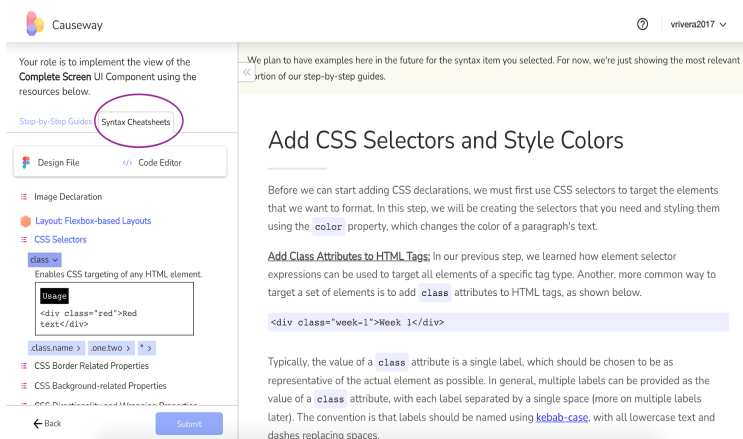 Causeway
vrivera2017
Your role is to implement the view of the
Complete Screen UI Component using the
resources below.
Step-by-Step Guides
Syntax Cheatsheets
Design File
</> Code Editor
Image Declaration
Layout: Flexbox-based Layouts
CSS Selectors
class
Enables CSS targeting of any HTML element.
Usage
<div class="red">Red
text</div>
.class.name >
.one.two >
* >
CSS Border Related Properties
CSS Background-related Properties
CSS Directionality and Wrapping Properties
Back
Submit
We plan to have examples here in the future for the syntax item you selected. For now, we're just showing the most relevant
portion of our step-by-step guides.
Add CSS Selectors and Style Colors
Before we can start adding CSS declarations, we must first use CSS selectors to target the elements
that we want to format. In this step, we will be creating the selectors that you need and styling them
using the color property, which changes the color of a paragraph's text.
Add Class Attributes to HTML Tags: In our previous step, we learned how element selector
expressions can be used to target all elements of a specific tag type. Another, more common way to
target a set of elements is to add class attributes to HTML tags, as shown below.
<div class="week-1">Week 1</div>
Typically, the value of a class attribute is a single label, which should be chosen to be as
representative of the actual element as possible. In general, multiple labels can be provided as the
value of a class attribute, with each label separated by a single space (more on multiple labels
later). The convention is that labels should be named using kebab-case, with all lowercase text and
dashes replacing spaces.